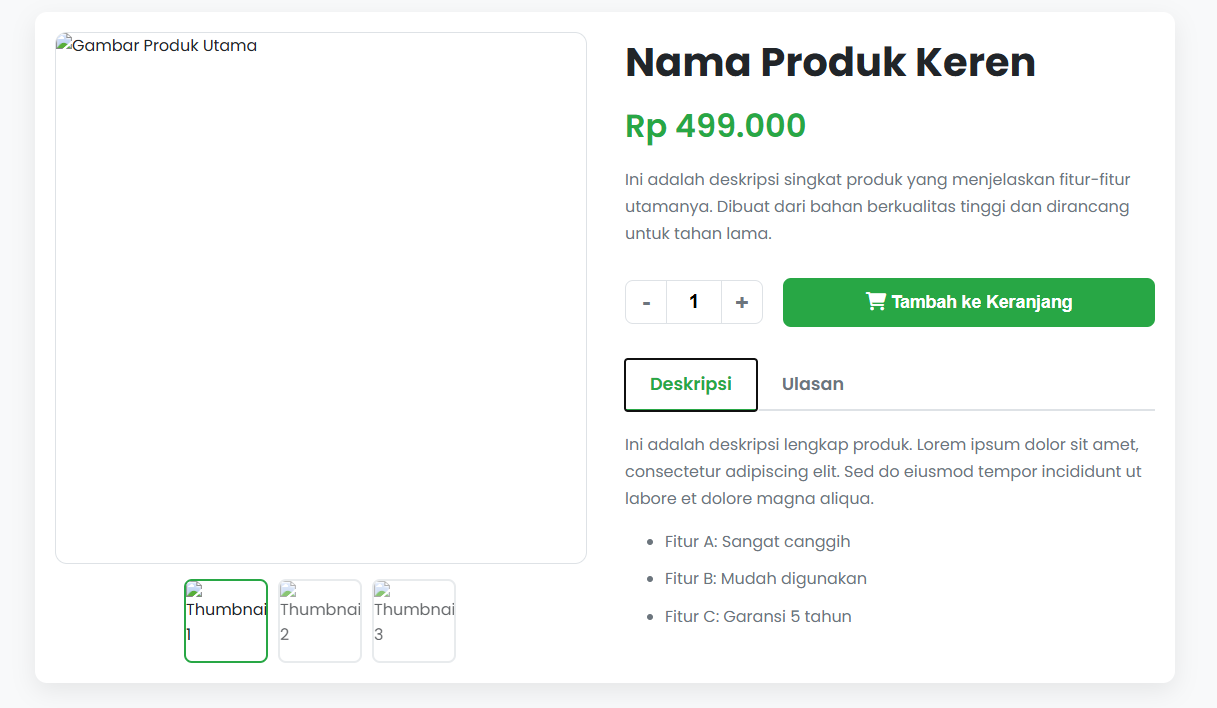 Gambar Produk Utama
Thumbnai
1
Thumbnai
2
Thumbnai
3
Nama Produk Keren
Rp 499.000
Ini adalah deskripsi singkat produk yang menjelaskan fitur-fitur
utamanya. Dibuat dari bahan berkualitas tinggi dan dirancang
untuk tahan lama.
- 1 +
Tambah ke Keranjang
Deskripsi
Ulasan
Ini adalah deskripsi lengkap produk. Lorem ipsum dolor sit amet,
consectetur adipiscing elit. Sed do eiusmod tempor incididunt ut
labore et dolore magna aliqua.
• Fitur A: Sangat canggih
• Fitur B: Mudah digunakan
• Fitur C: Garansi 5 tahun